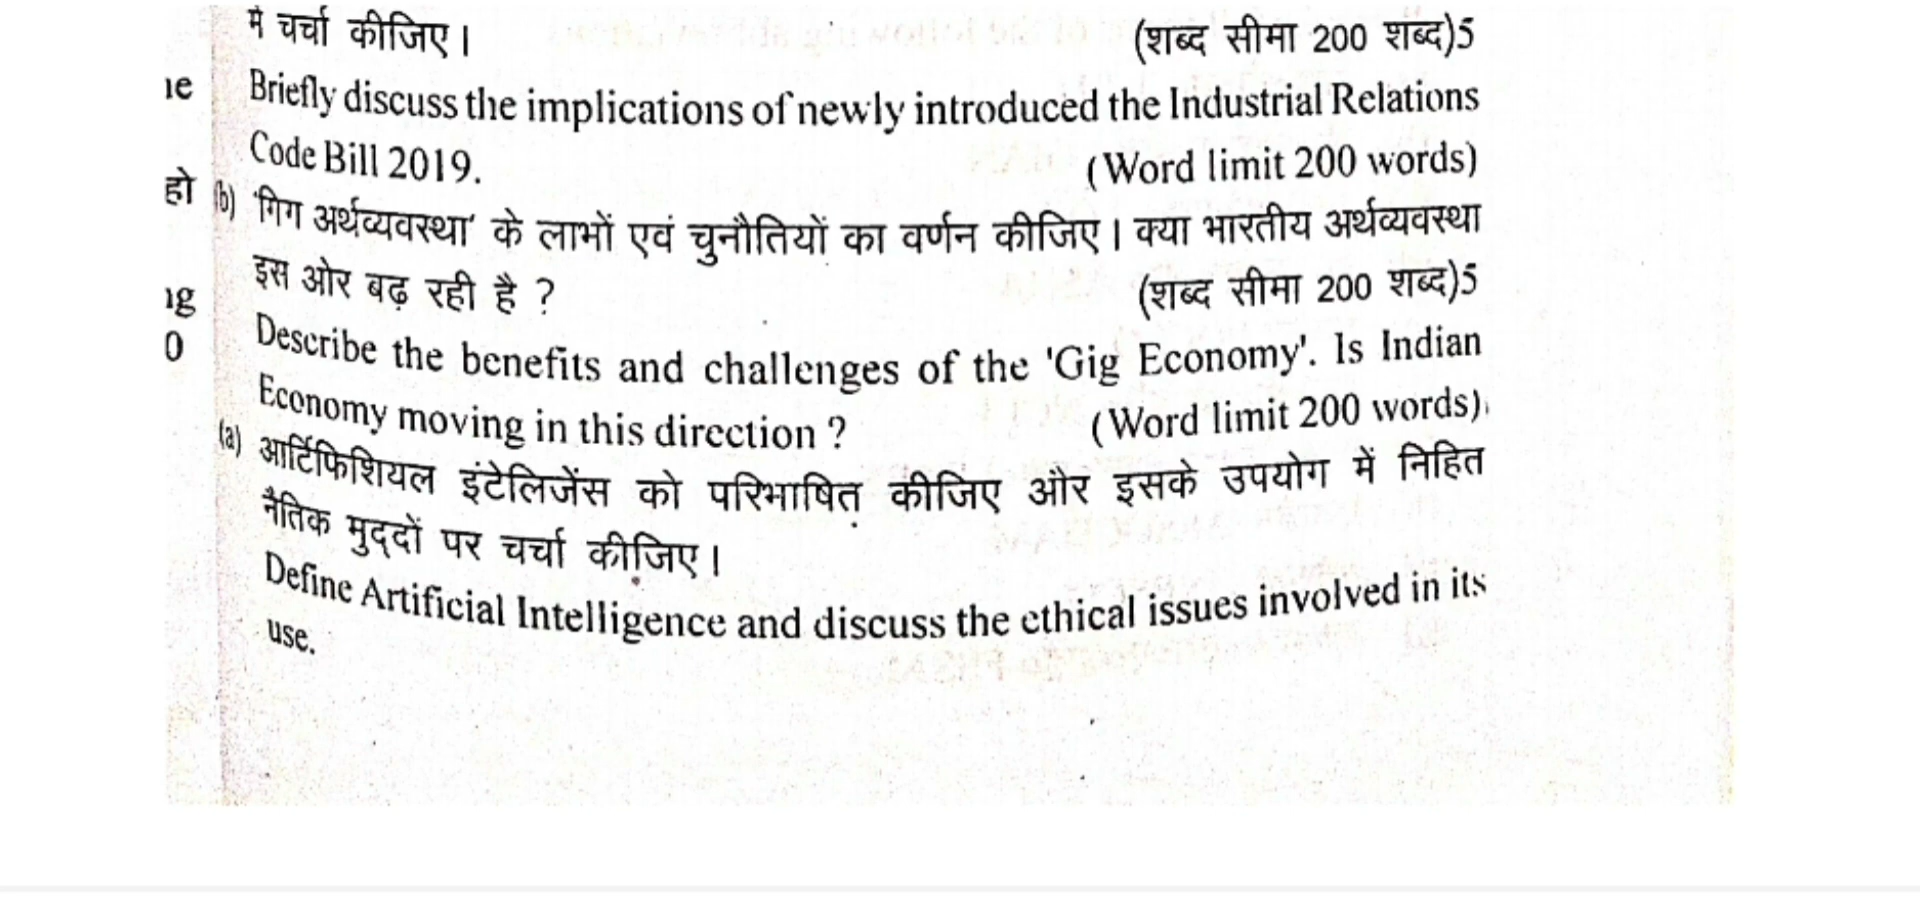 में चर्चा कीजिए।
(शब्द सीमा 200 शब्द)5
Briefly discuss the implications of newly introduced the Industrial Relations
Code Bill 2019.
(Word limit 200 words)
(b) 'गिग अर्थव्यवस्था' के लाभों एवं चुनौतियों का वर्णन कीजिए। क्या भारतीय अर्थव्यवस्था
इस ओर बढ़ रही है ?
(शब्द सीमा 200 शब्द)5
Describe the benefits and challenges of the 'Gig Economy'. Is Indian
Economy moving in this direction ?
(Word limit 200 words)
(a) आर्टिफिशियल इंटेलिजेंस को परिभाषित कीजिए और इसके उपयोग में निहित
नैतिक मुद्दों पर चर्चा कीजिए।
Define Artificial Intelligence and discuss the ethical issues involved in its
use.
ıe
हो
ıg
0